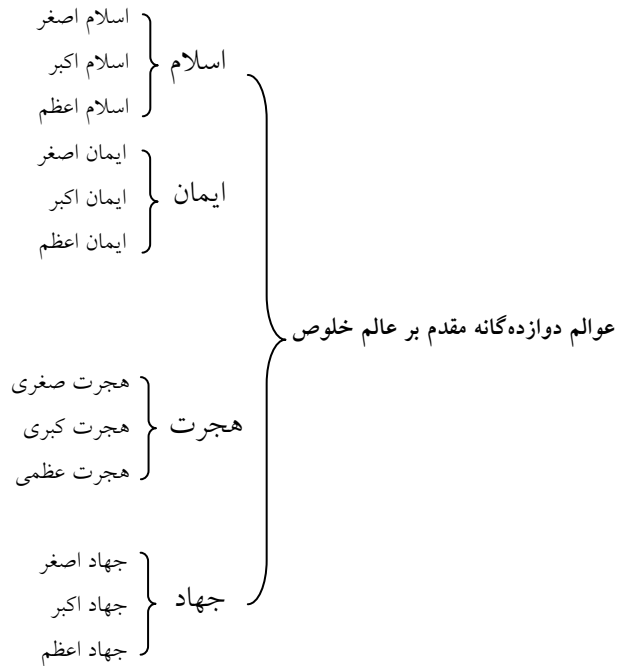 عوالم دوازده‌گانه مقدم بر عالم خلوص
اسلام
اسلام اصغر
اسلام اکبر
اسلام اعظم
ایمان
ایمان اصغر
ایمان اکبر
ایمان اعظم
هجرت
هجرت صغری
هجرت کبری
هجرت عظمی
جهاد
جهاد اصغر
جهاد اکبر
جهاد اعظم